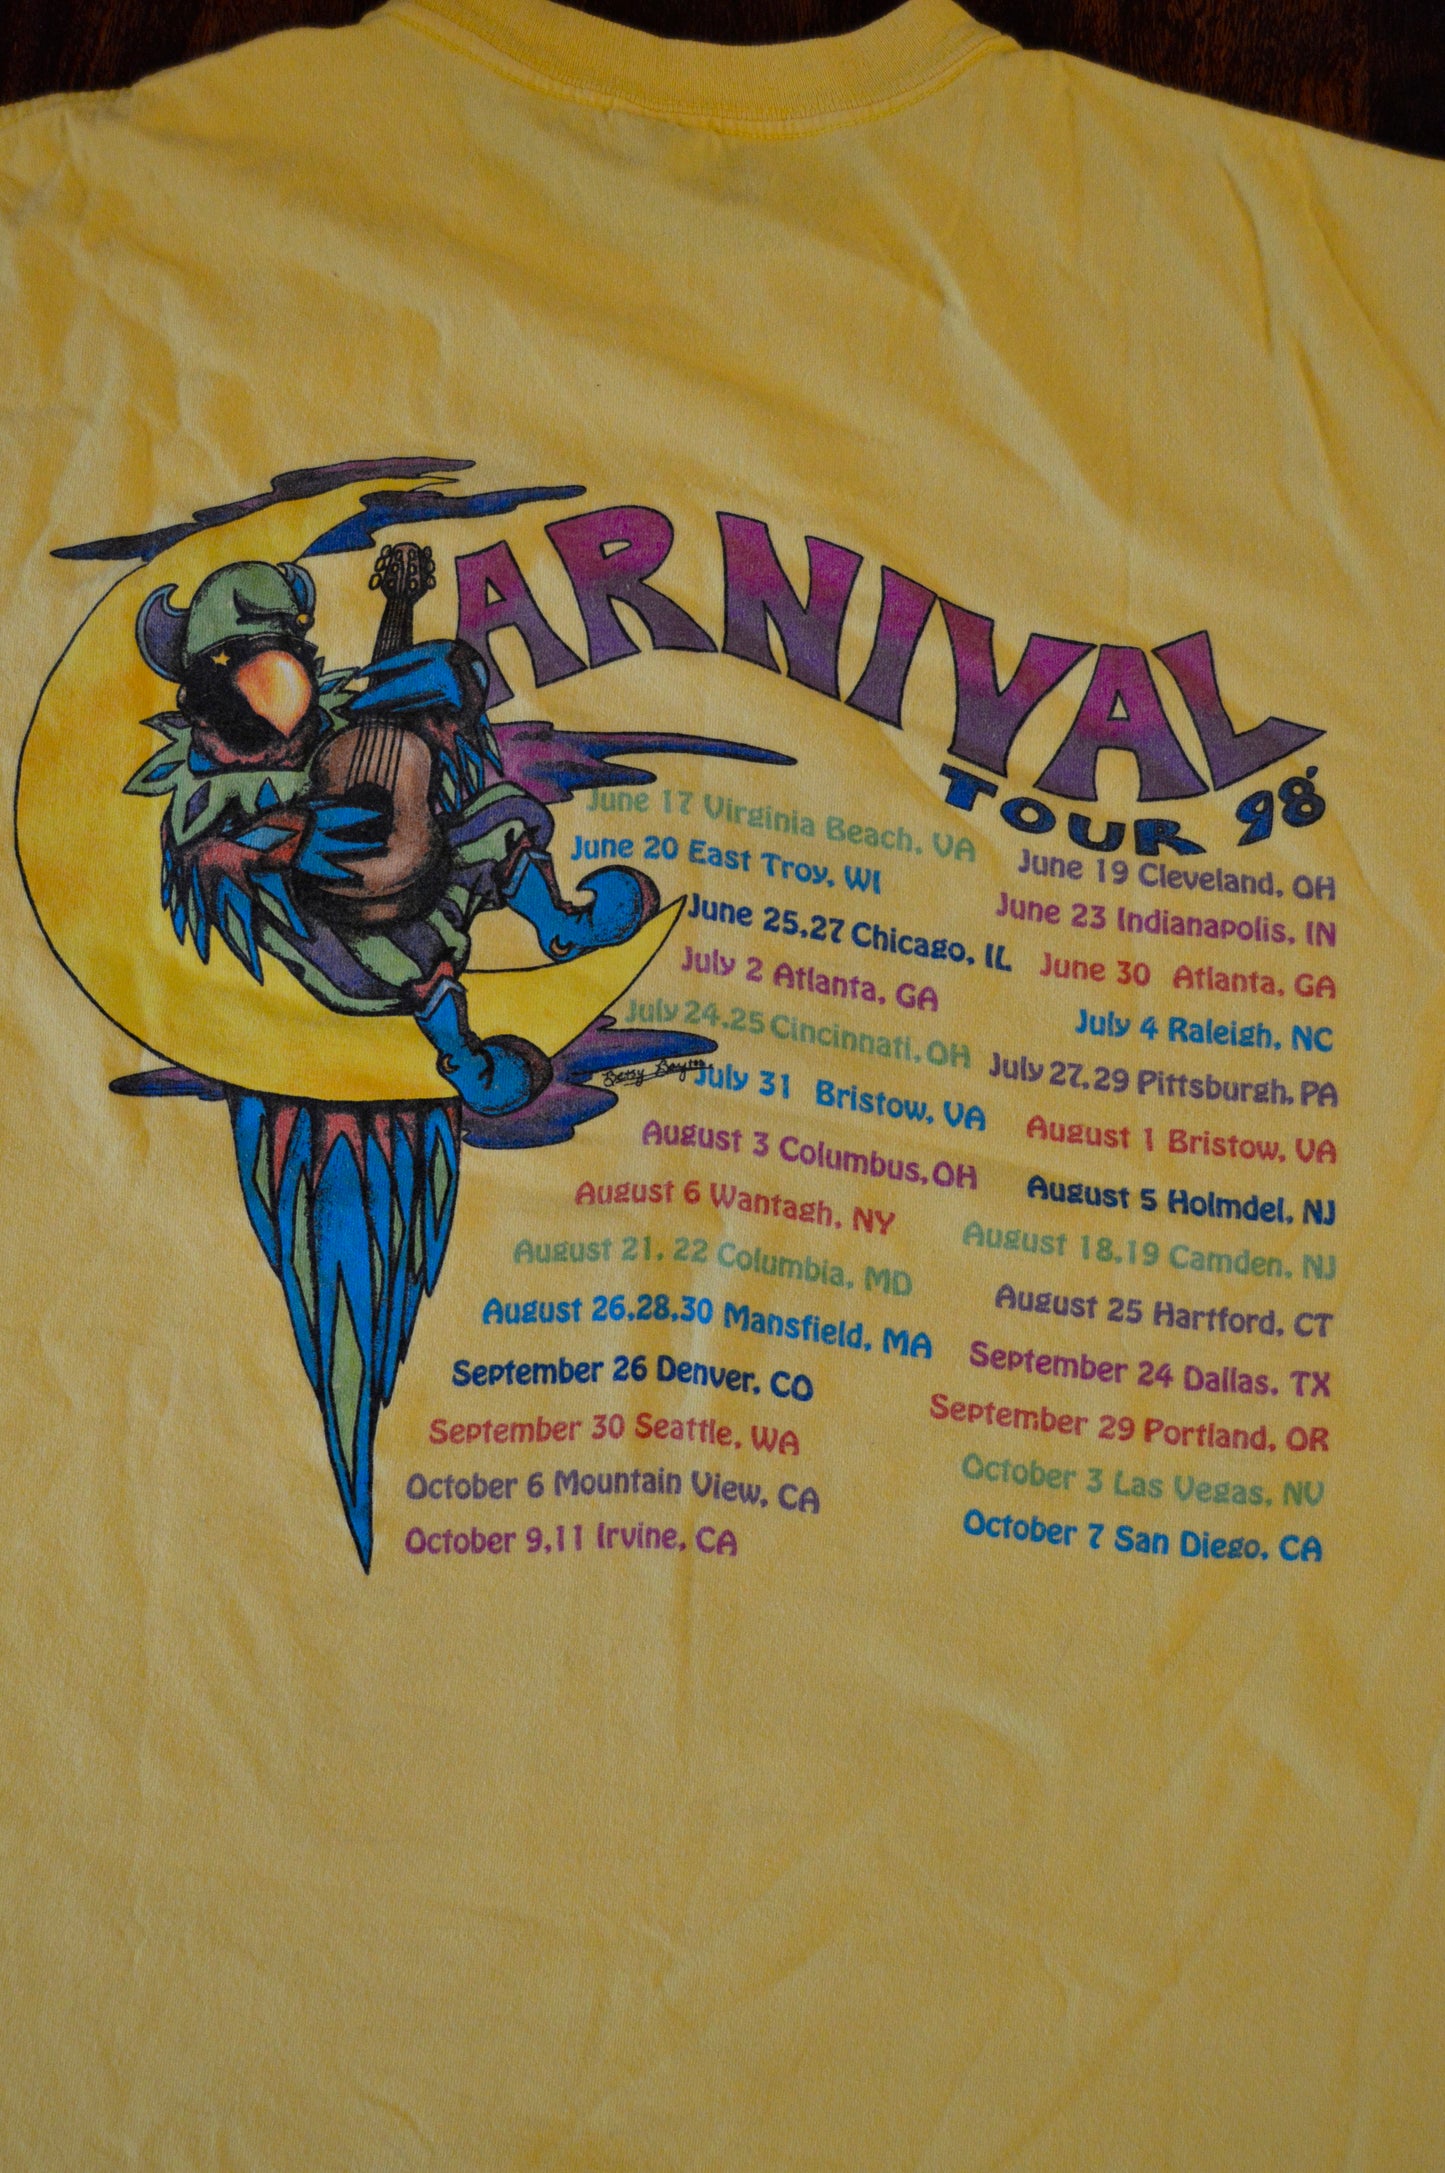 CARNIVAL
TOUR 98'
June 17 Virginia Beach, VA
June 19 Cleveland, OH
June 20 East Troy, WI
June 23 Indianapolis, IN
June 25,27 Chicago, IL
June 30 Atlanta, GA
July 2 Atlanta, GA
July 4 Raleigh, NC
July 24,25 Cincinnati, OH
July 27,29 Pittsburgh, PA
July 31 Bristow, VA
August 1 Bristow, VA
August 3 Columbus, OH
August 5 Holmdel, NJ
August 6 Wantagh, NY
August 18,19 Camden, NJ
August 21, 22 Columbia, MD
August 25 Hartford, CT
August 26,28,30 Mansfield, MA
September 24 Dallas, TX
September 26 Denver, CO
September 29 Portland, OR
September 30 Seattle, WA
October 3 Las Vegas, NV
October 6 Mountain View, CA
October 7 San Diego, CA
October 9,11 Irvine, CA